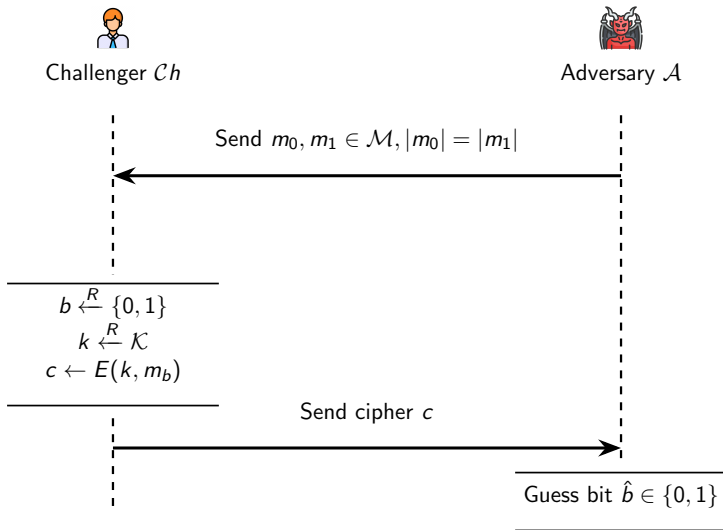 Challenger 𝒞h
Adversary 𝒜
Send m₀, m₁ ∈ ℳ, |m₀| = |m₁|
b ←ᴿ {0, 1}
k ←ᴿ 𝒦
c ← E(k, m_b)
Send cipher c
Guess bit b̂ ∈ {0, 1}